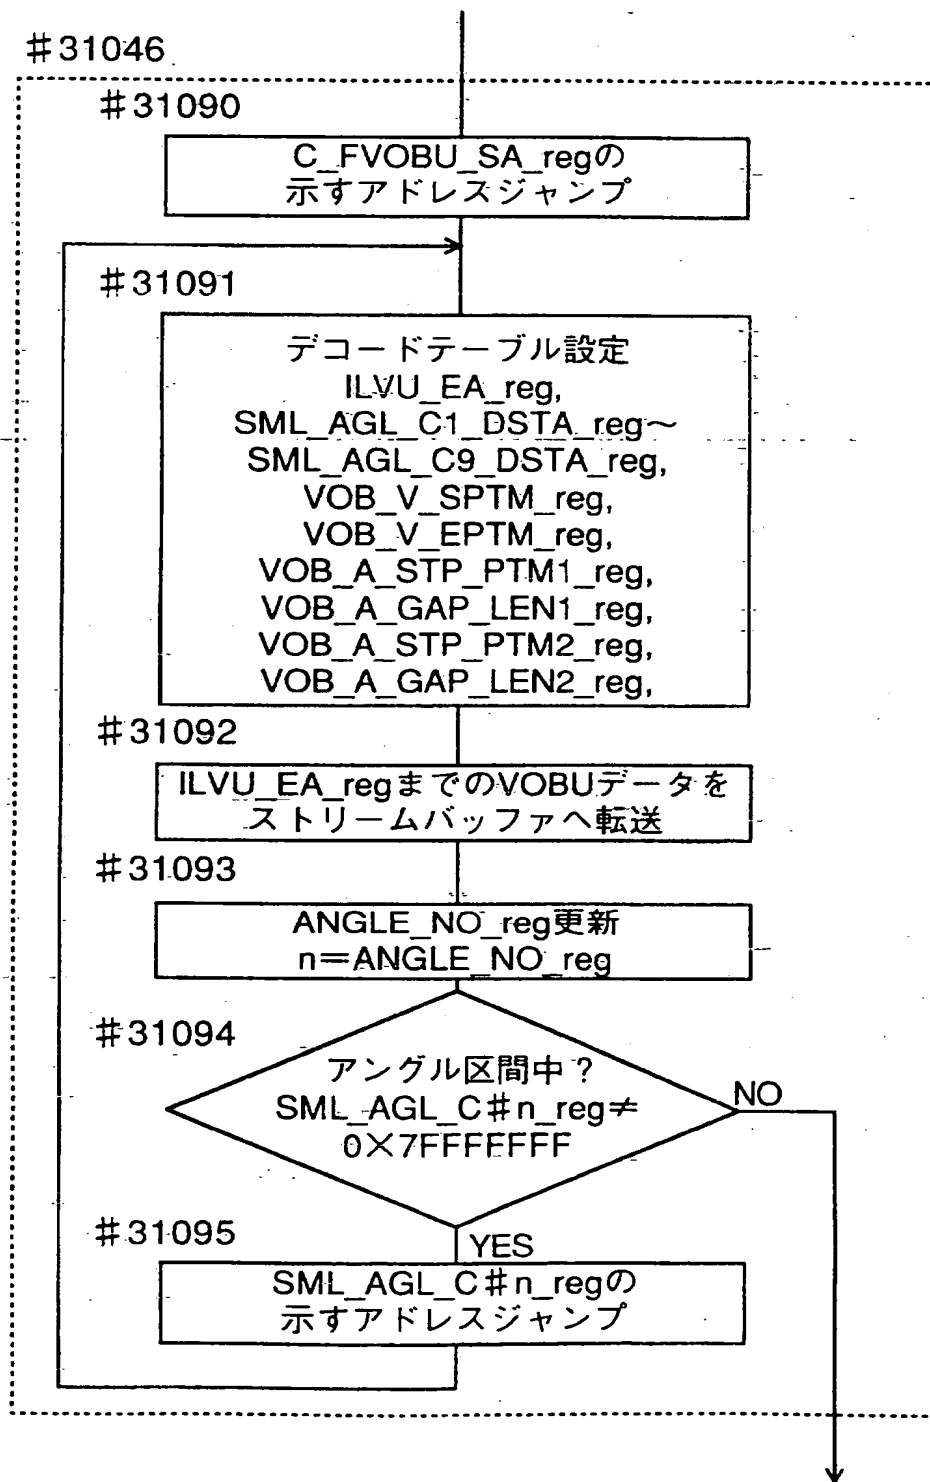 #31046
#31090
C_FVOBU_SA_regの
示すアドレスジャンプ
#31091
デコードテーブル設定
ILVU_EA_reg,
SML_AGL_C1_DSTA_reg～
SML_AGL_C9_DSTA_reg,
VOB_V_SPTM_reg,
VOB_V_EPTM_reg,
VOB_A_STP_PTM1_reg,
VOB_A_GAP_LEN1_reg,
VOB_A_STP_PTM2_reg,
VOB_A_GAP_LEN2_reg,
#31092
ILVU_EA_regまでのVOBUデータを
ストリームバッファへ転送
#31093
ANGLE_NO_reg更新
n=ANGLE_NO_reg
#31094
アングル区間中?
SML_AGL_C#n_reg≠
0×7FFFFFFF
NO
#31095
YES
SML_AGL_C#n_regの
示すアドレスジャンプ